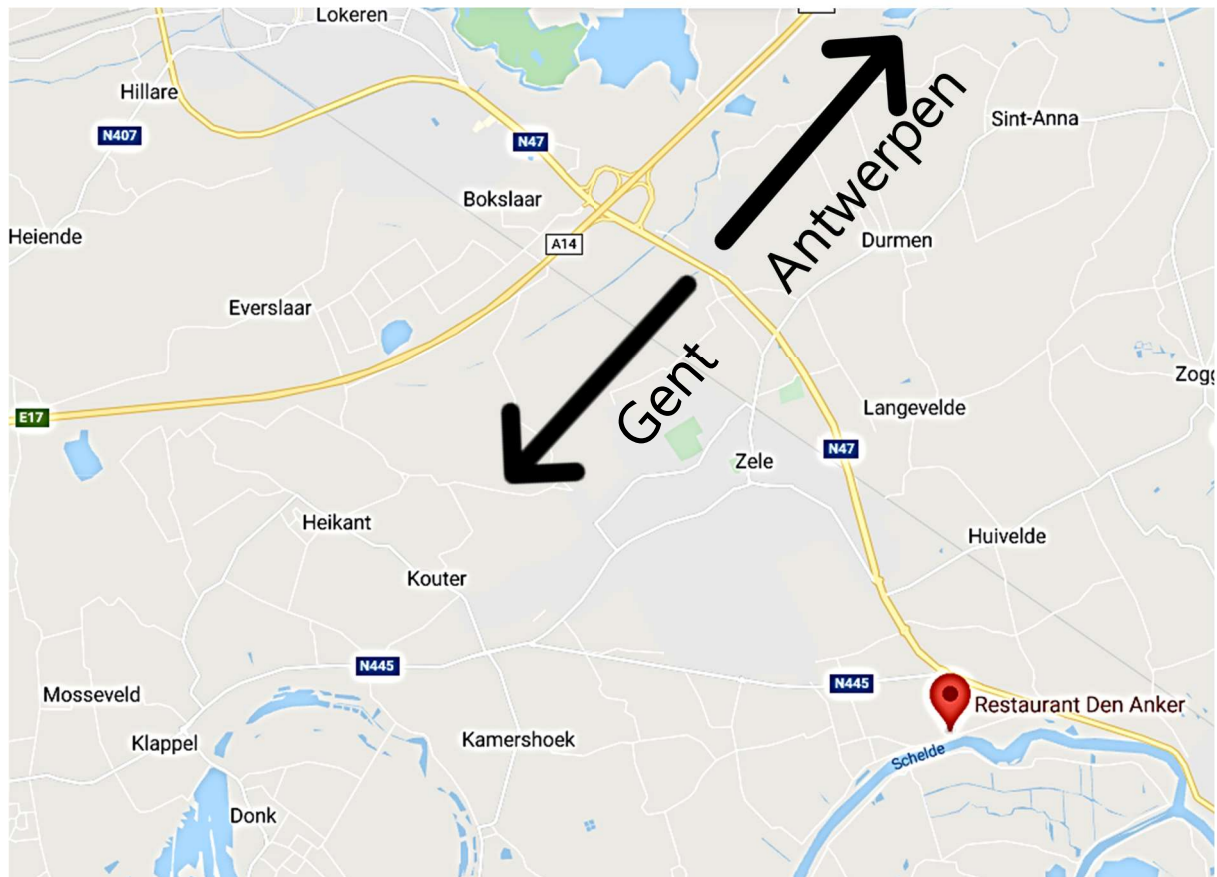 Lokeren
Hillare
N407
N47
Sint-Anna
Antwerpen
Bokslaar
Heiende
A14
Durmen
Everslaar
Gent
E17
Langevelde
Zele
N47
Heikant
Huivelde
Kouter
N445
N445
Mosseveld
Restaurant Den Anker
Klappel
Kamershoek
Schelde
Donk